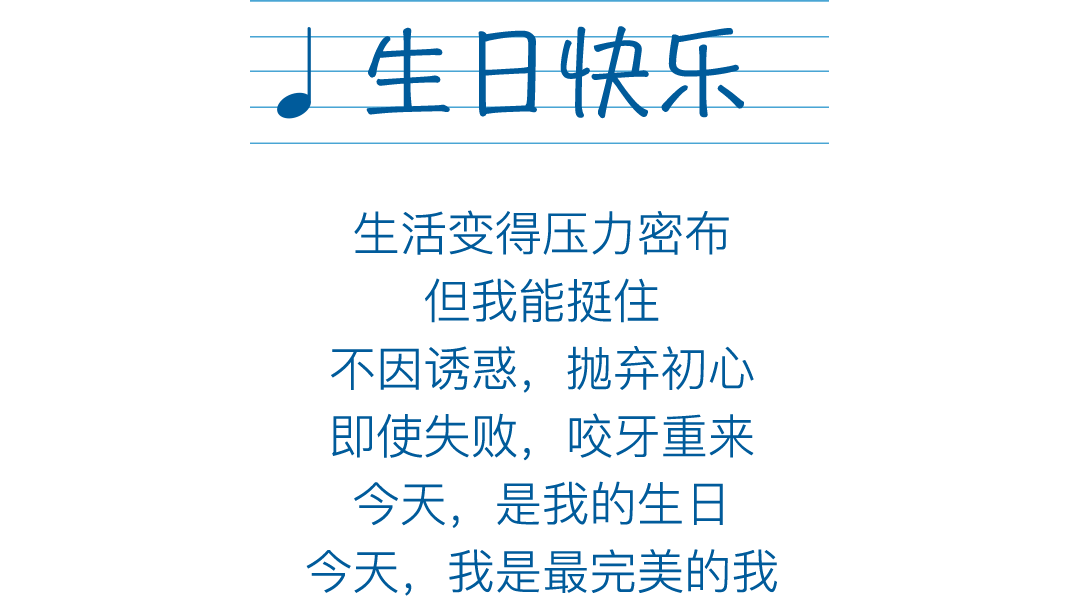 生日快乐
生活变得压力密布
但我能挺住
不因诱惑，抛弃初心
即使失败，咬牙重来
今天，是我的生日
今天，我是最完美的我